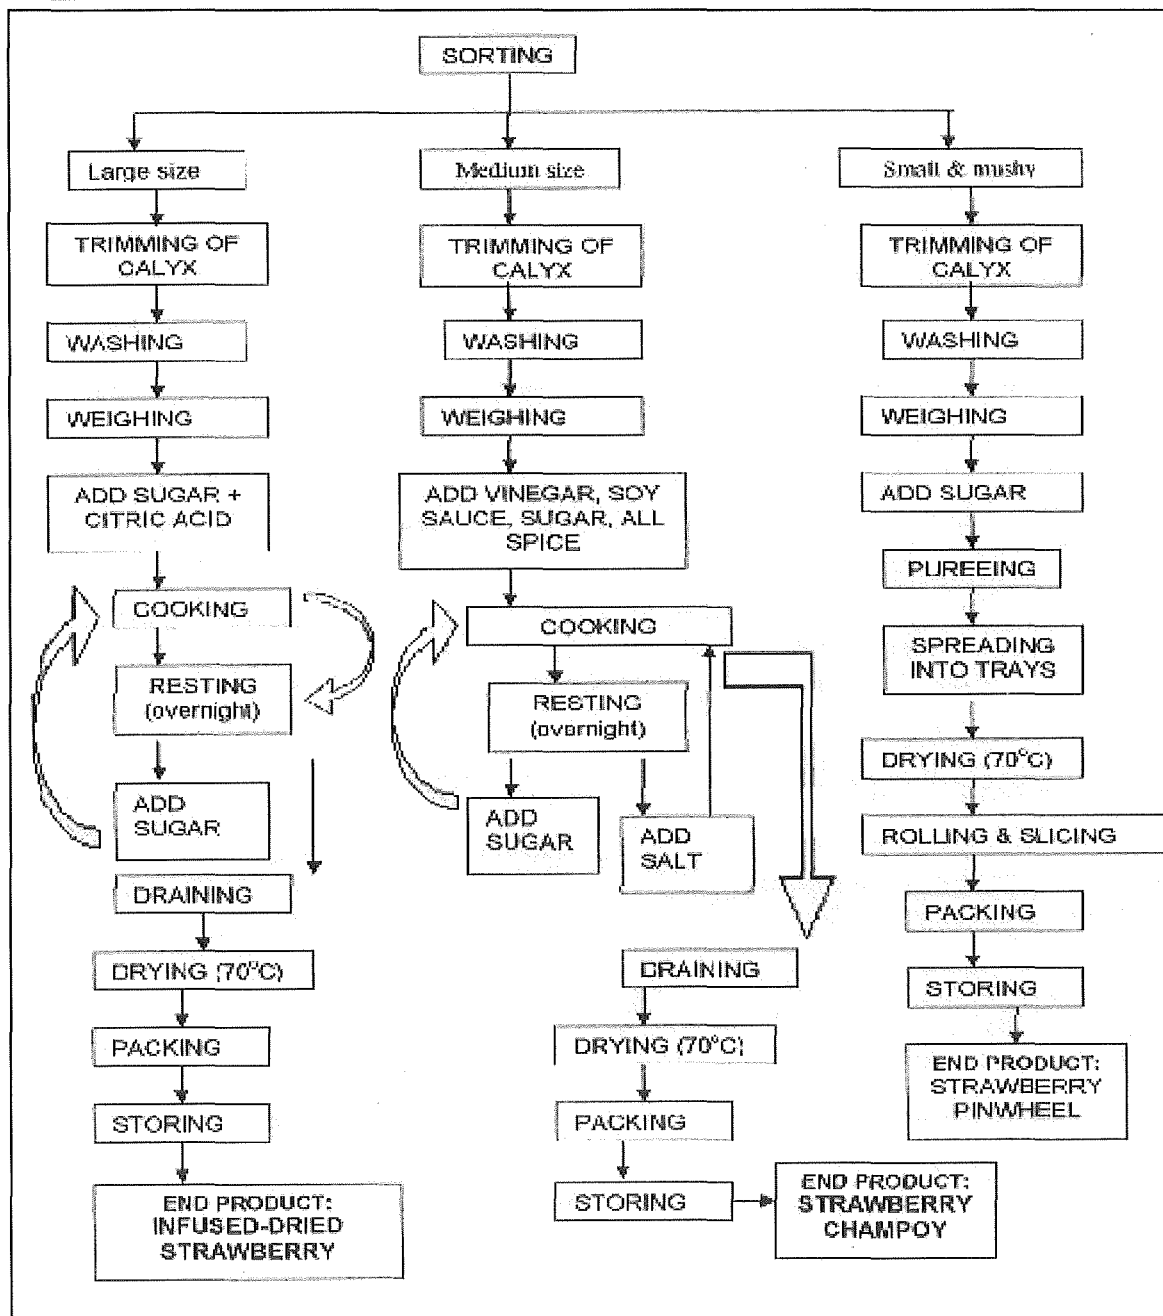 SORTING
Large size
TRIMMING OF
CALYX
WASHING
WEIGHING
ADD SUGAR +
CITRIC ACID
COOKING
RESTING
(overnight)
ADD
SUGAR
DRAINING
DRYING (70°C)
PACKING
STORING
END PRODUCT:
INFUSED-DRIED
STRAWBERRY
Medium size
TRIMMING OF
CALYX
WASHING
WEIGHING
ADD VINEGAR, SOY
SAUCE, SUGAR, ALL
SPICE
COOKING
RESTING
(overnight)
ADD
SUGAR
ADD
SALT
DRAINING
DRYING (70°C)
PACKING
STORING
END PRODUCT:
STRAWBERRY
CHAMPOY
Small & mushy
TRIMMING OF
CALYX
WASHING
WEIGHING
ADD SUGAR
PUREEING
SPREADING
INTO TRAYS
DRYING (70°C)
ROLLING & SLICING
PACKING
STORING
END PRODUCT:
STRAWBERRY
PINWHEEL